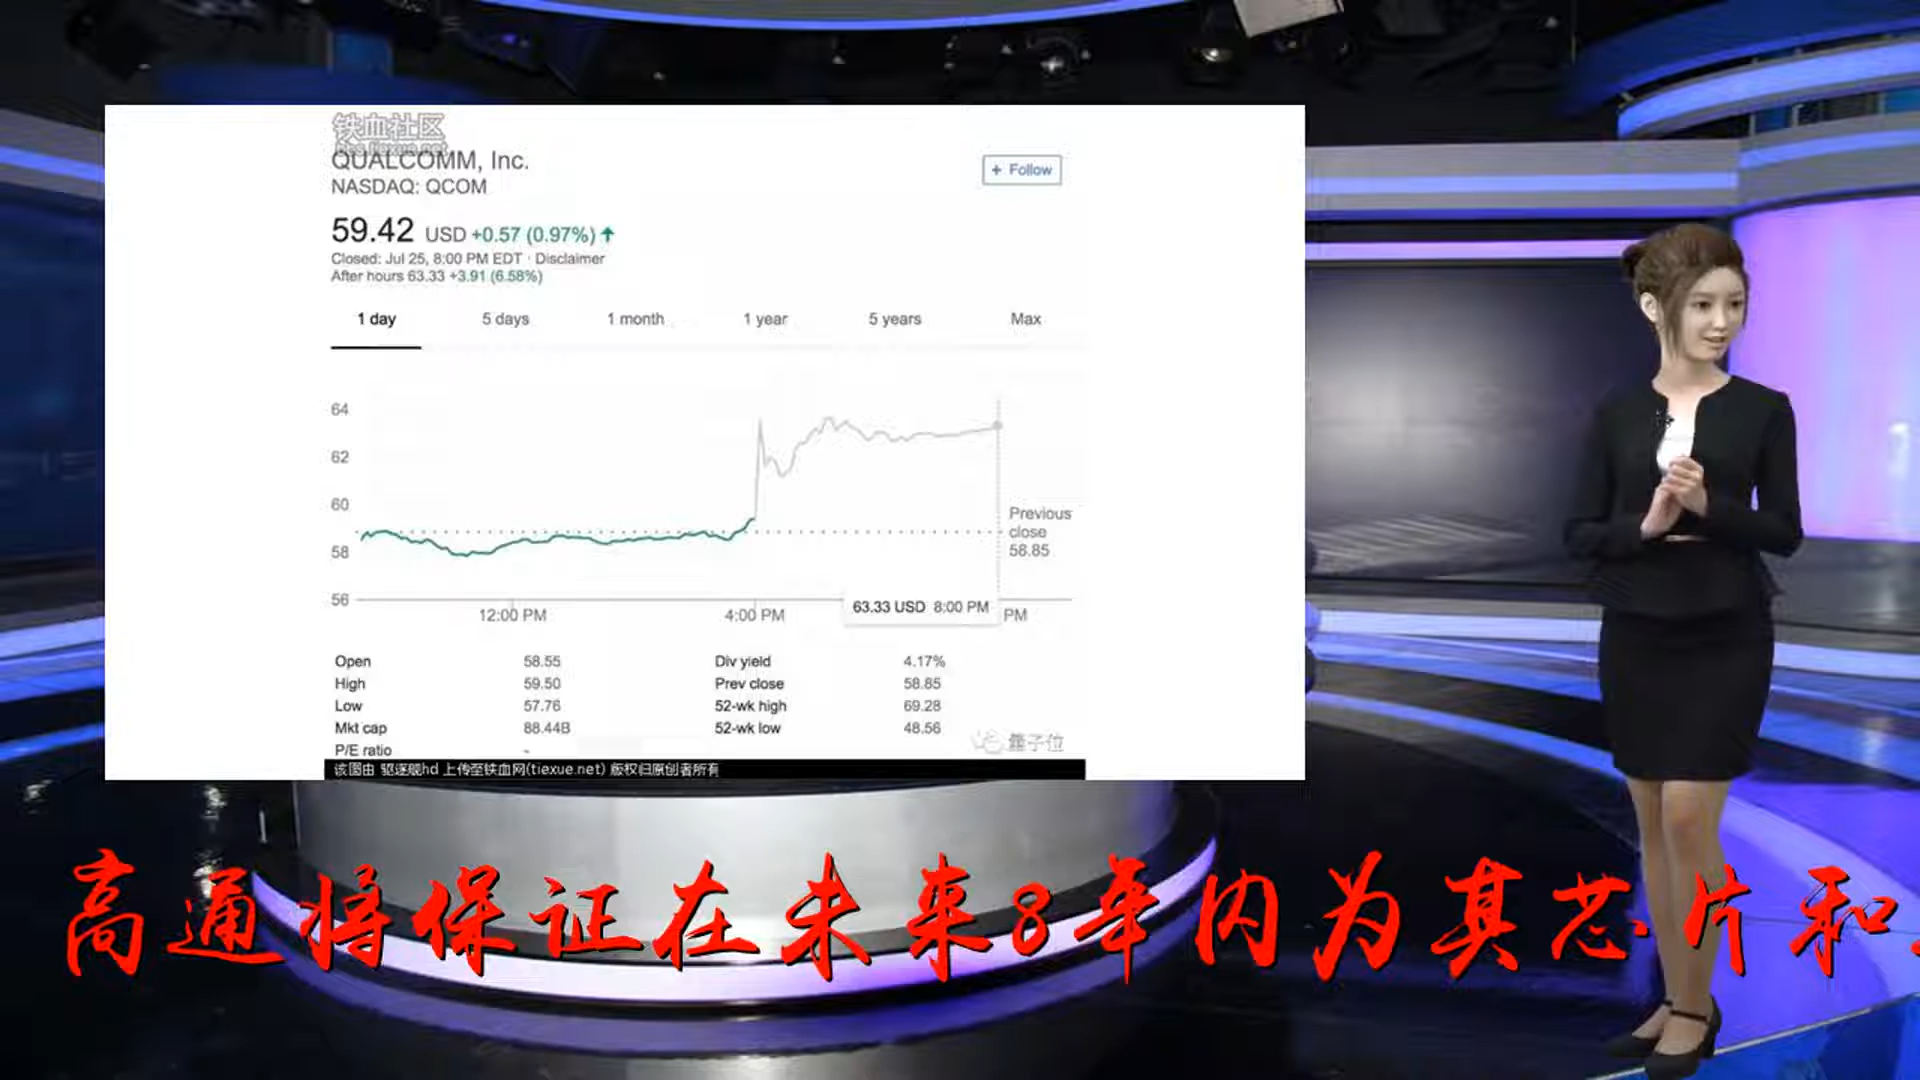 铁血社区
bbs.tiexue.net
QUALCOMM, Inc.
NASDAQ: QCOM
+ Follow
59.42 USD +0.57 (0.97%)↑
Closed: Jul 25, 8:00 PM EDT · Disclaimer
After hours 63.33 +3.91 (6.58%)
1 day 5 days 1 month 1 year 5 years Max
64
62
60
58
56
Previous
close
58.85
63.33 USD 8:00 PM
12:00 PM 4:00 PM PM
Open 58.55 Div yield 4.17%
High 59.50 Prev close 58.85
Low 57.76 52-wk high 69.28
Mkt cap 88.44B 52-wk low 48.56
P/E ratio -
量子位
该图由 驱逐舰hd 上传至铁血网(tiexue.net) 版权归原创者所有
高通将保证在未来8年内为其芯片和